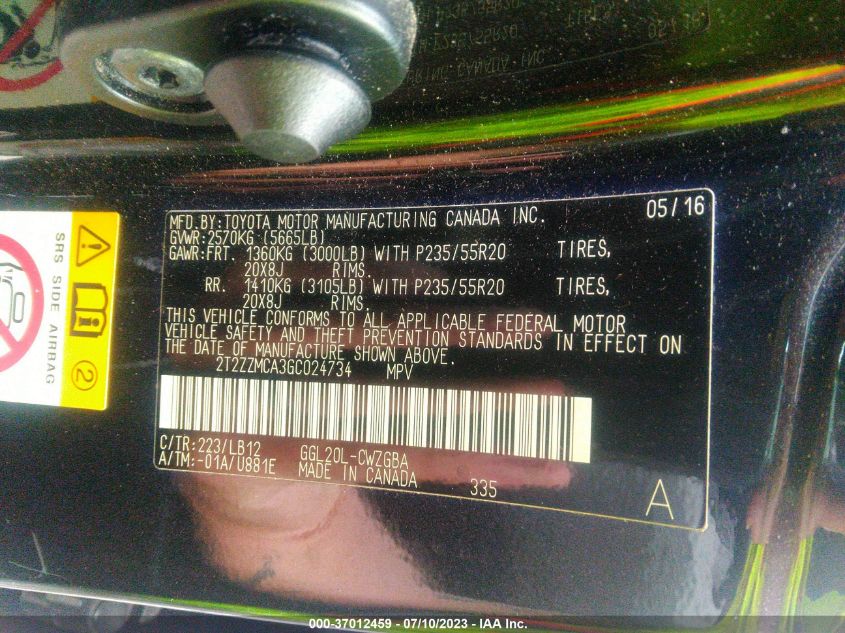 MFD.BY:TOYOTA MOTOR MANUFACTURING CANADA INC. 05/16
GVWR:2570KG (5665LB)
GAWR:FRT. 1360KG (3000LB) WITH P235/55R20 TIRES,
20X8J RIMS.
RR. 1410KG (3105LB) WITH P235/55R20 TIRES,
20X8J RIMS.
THIS VEHICLE CONFORMS TO ALL APPLICABLE FEDERAL MOTOR
VEHICLE SAFETY AND THEFT PREVENTION STANDARDS IN EFFECT ON
THE DATE OF MANUFACTURE SHOWN ABOVE.
2T2ZZMCA3GC024734 MPV
C/TR:223/LB12 GGL20L-CWZGBA
A/TM:-01A/U881E MADE IN CANADA 335 A
SRS SIDE AIRBAG
2
000-37012459 - 07/10/2023 - IAA Inc.